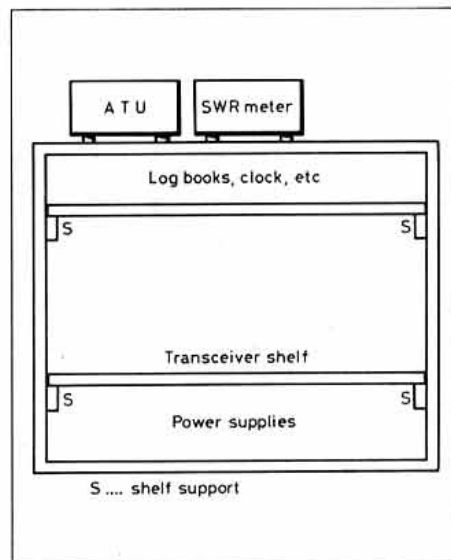 ATU
SWR meter
Log books, clock, etc
S
S
Transceiver shelf
S
S
Power supplies
S .... shelf support